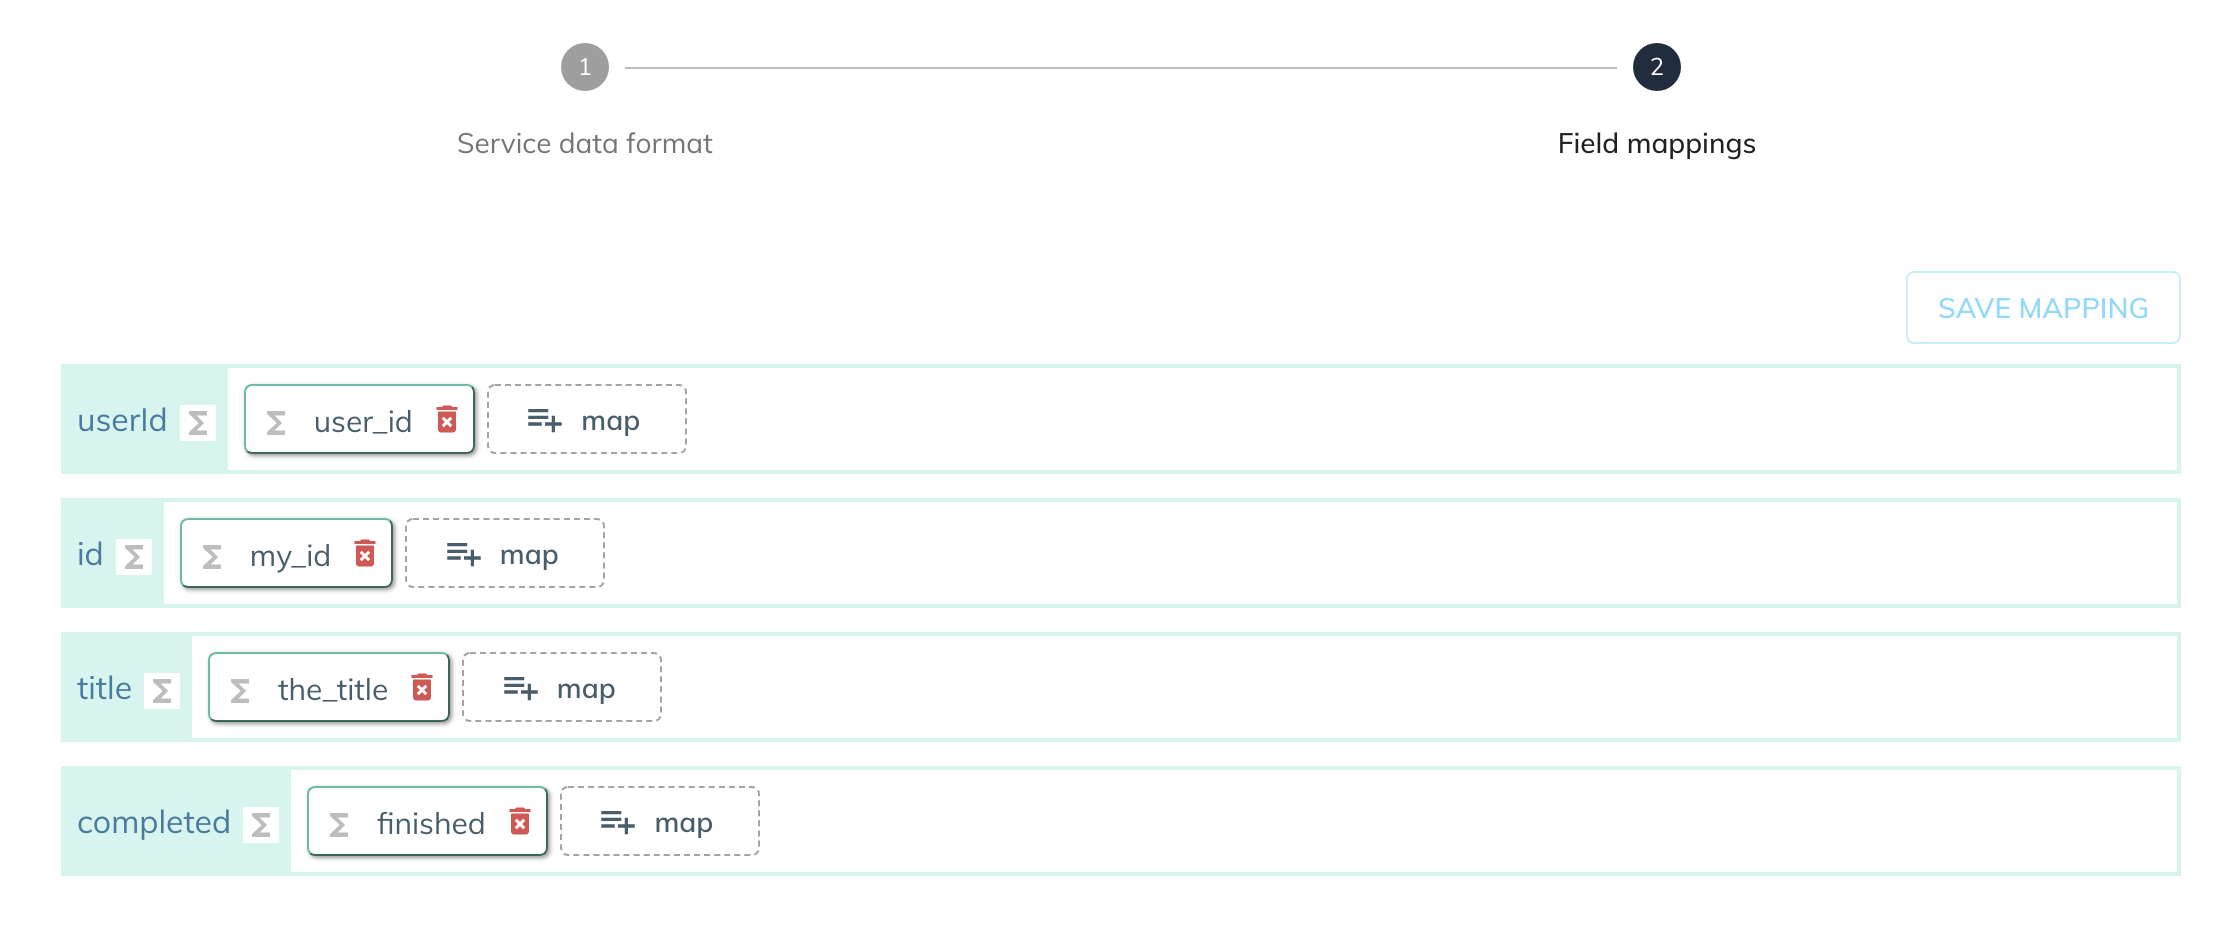 1
2
Service data format
Field mappings
SAVE MAPPING
userId Σ Σ user_id map
id Σ Σ my_id map
title Σ Σ the_title map
completed Σ Σ finished map